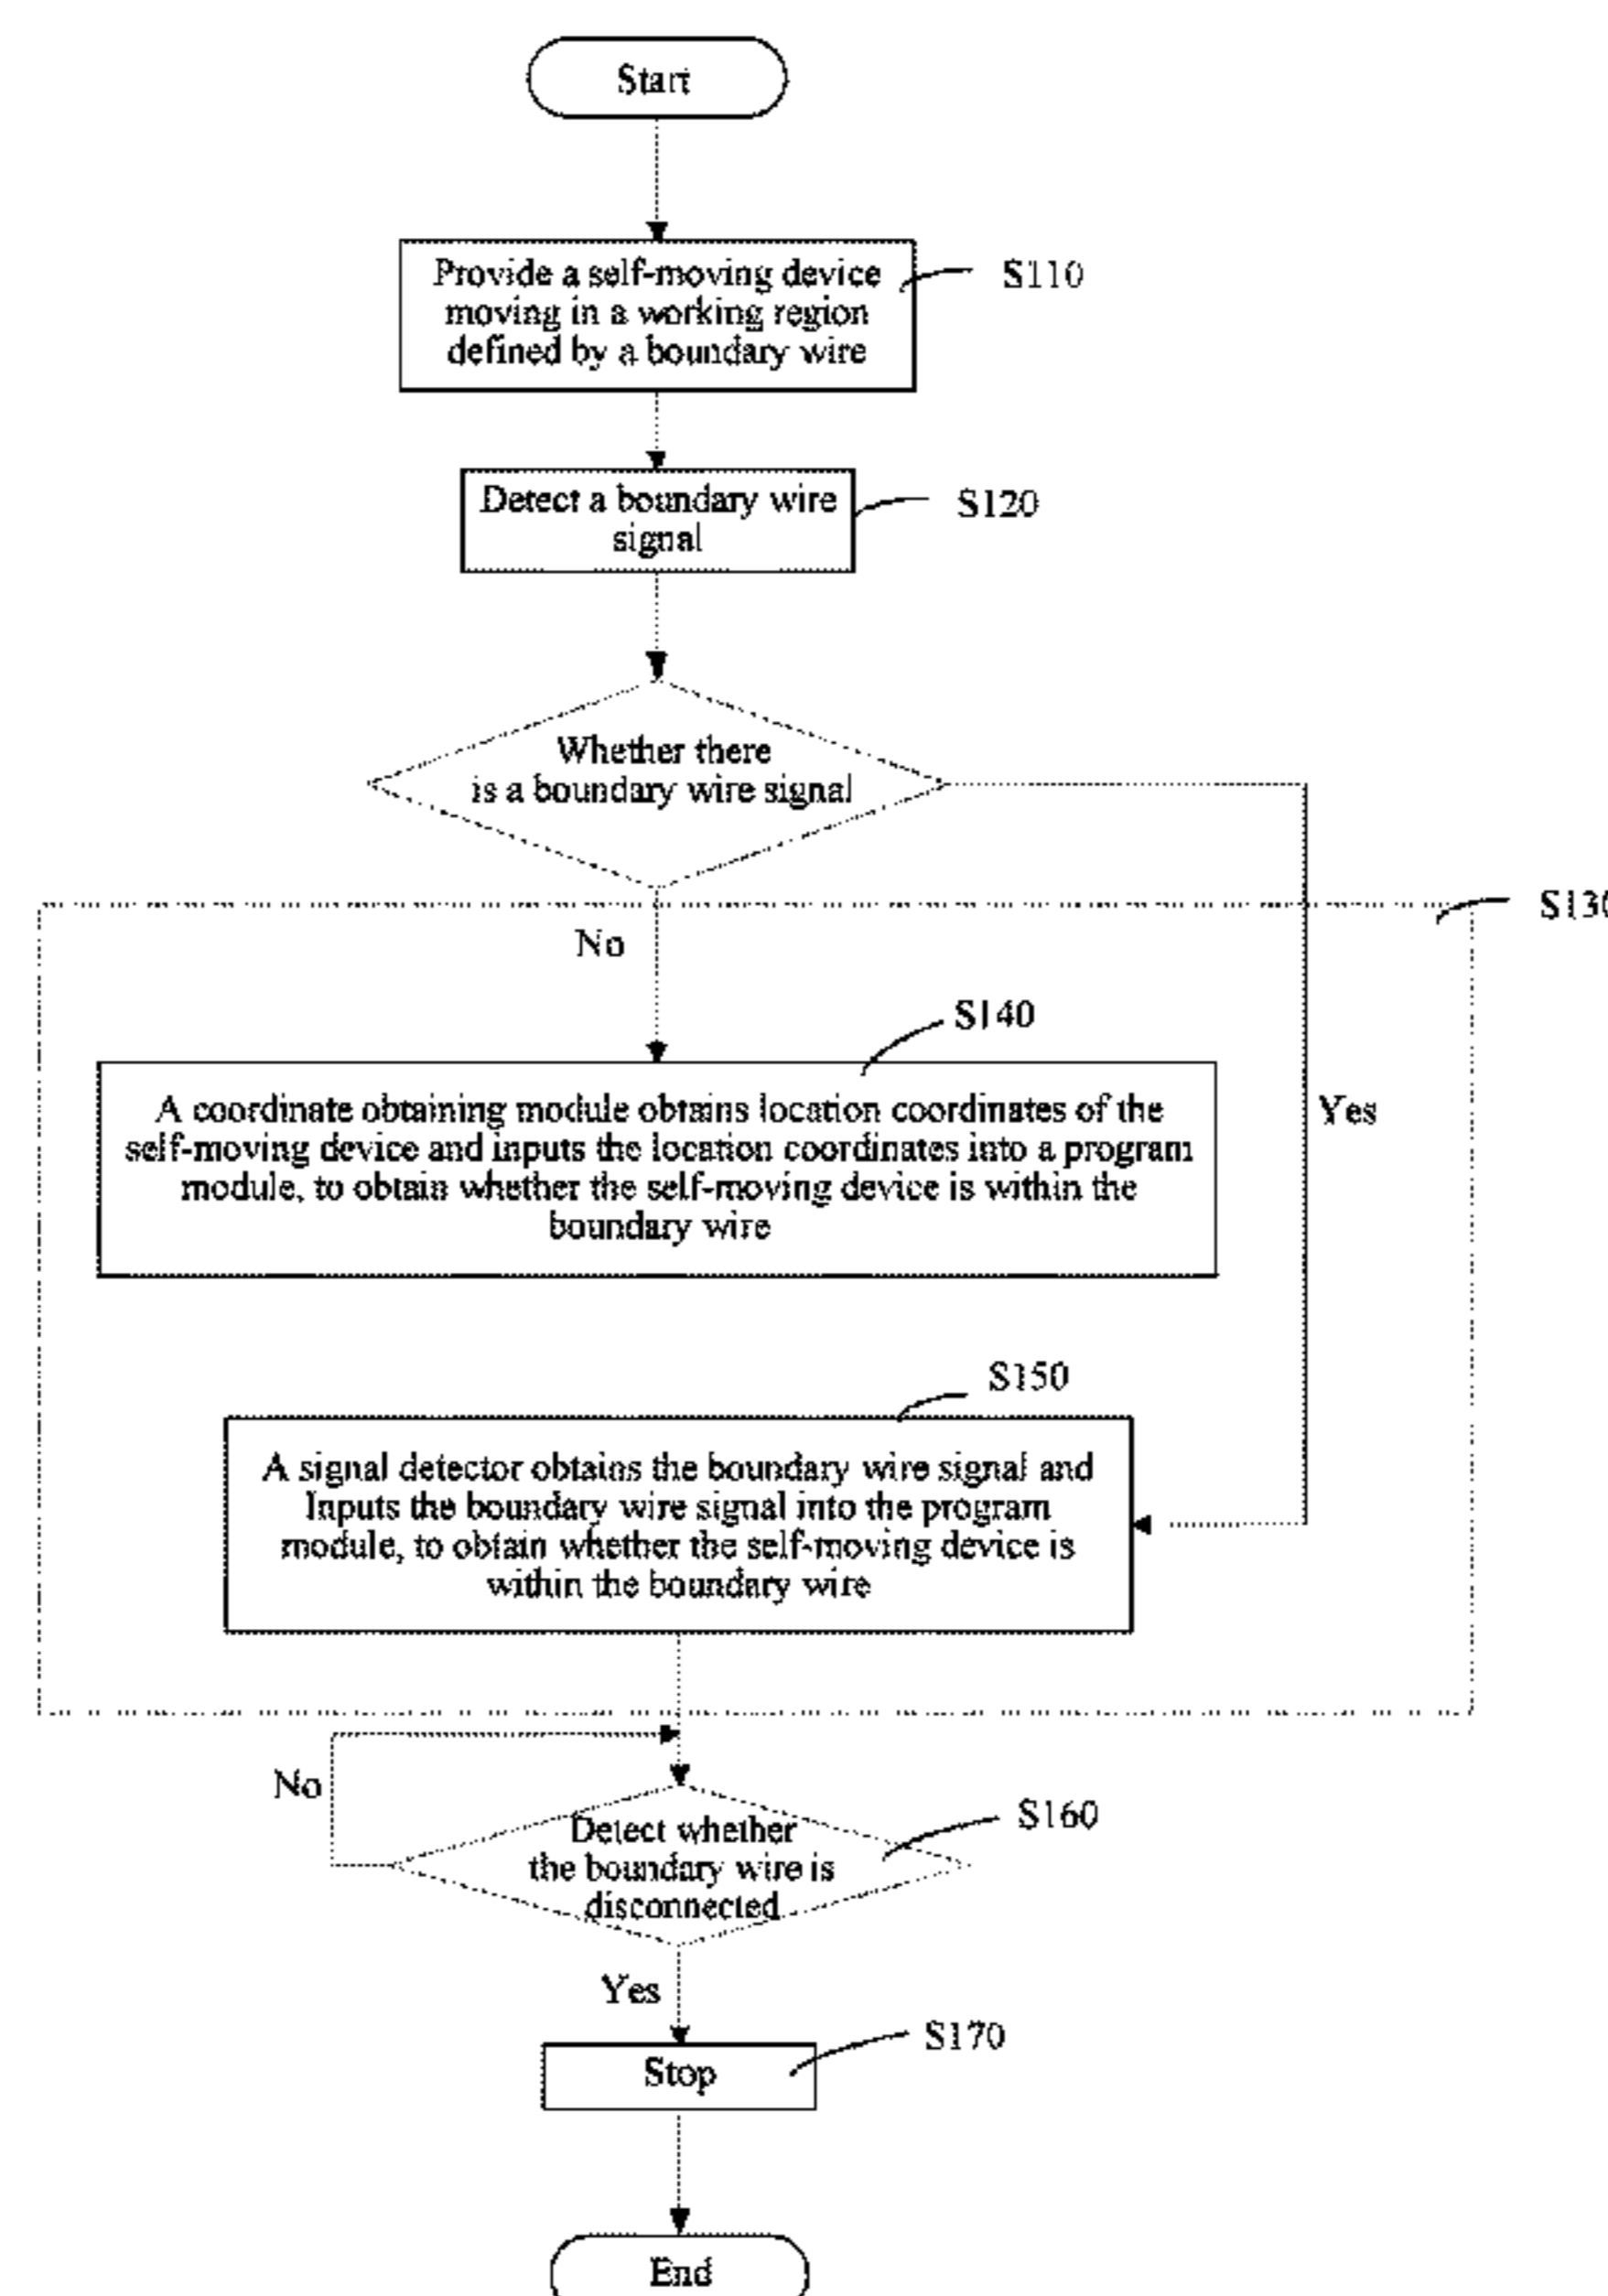 Start
Provide a self-moving device
moving in a working region
defined by a boundary wire
S110
Detect a boundary wire
signal
S120
Whether there
is a boundary wire signal
S130
No
S140
A coordinate obtaining module obtains location coordinates of the
self-moving device and inputs the location coordinates into a program
module, to obtain whether the self-moving device is within the
boundary wire
Yes
S150
A signal detector obtains the boundary wire signal and
Inputs the boundary wire signal into the program
module, to obtain whether the self-moving device is
within the boundary wire
No
Detect whether
the boundary wire is
disconnected
S160
Yes
Stop
S170
End